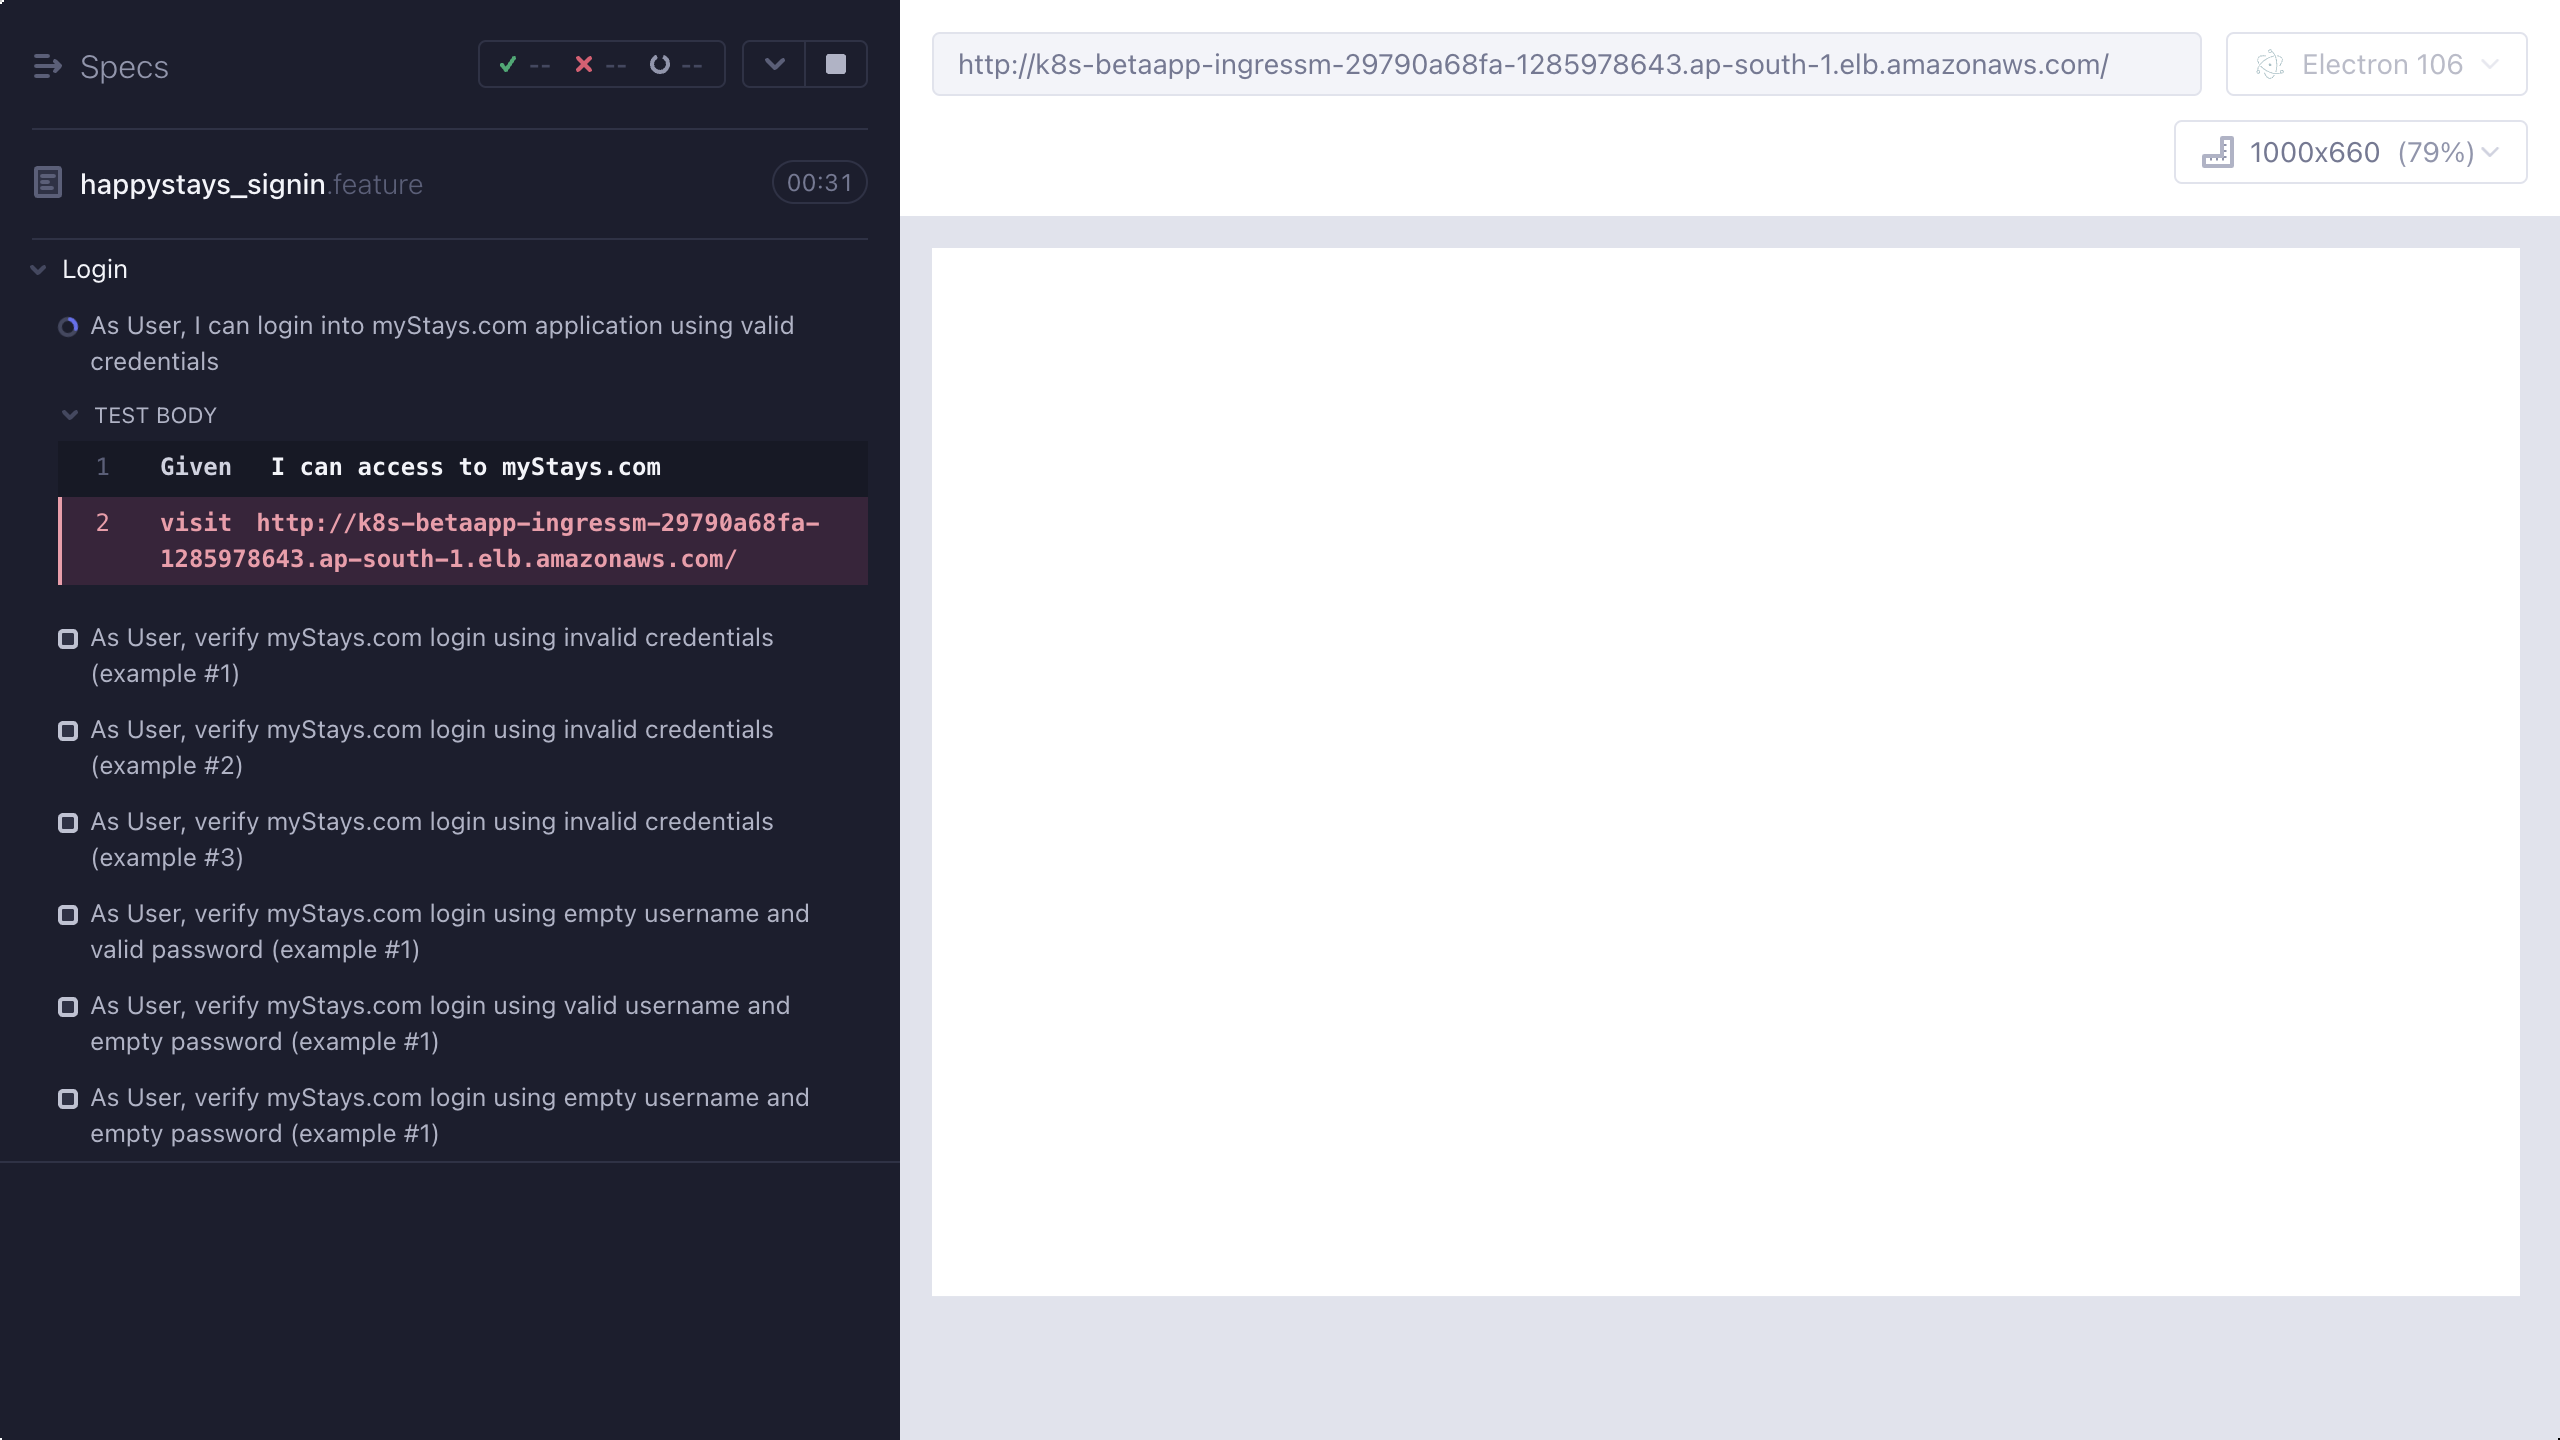 Specs
-- -- --
happystays_signin.feature
00:31
Login
As User, I can login into myStays.com application using valid
credentials
TEST BODY
1 Given I can access to myStays.com
2 visit http://k8s-betaapp-ingressm-29790a68fa-
1285978643.ap-south-1.elb.amazonaws.com/
As User, verify myStays.com login using invalid credentials
(example #1)
As User, verify myStays.com login using invalid credentials
(example #2)
As User, verify myStays.com login using invalid credentials
(example #3)
As User, verify myStays.com login using empty username and
valid password (example #1)
As User, verify myStays.com login using valid username and
empty password (example #1)
As User, verify myStays.com login using empty username and
empty password (example #1)
http://k8s-betaapp-ingressm-29790a68fa-1285978643.ap-south-1.elb.amazonaws.com/
Electron 106
1000x660 (79%)